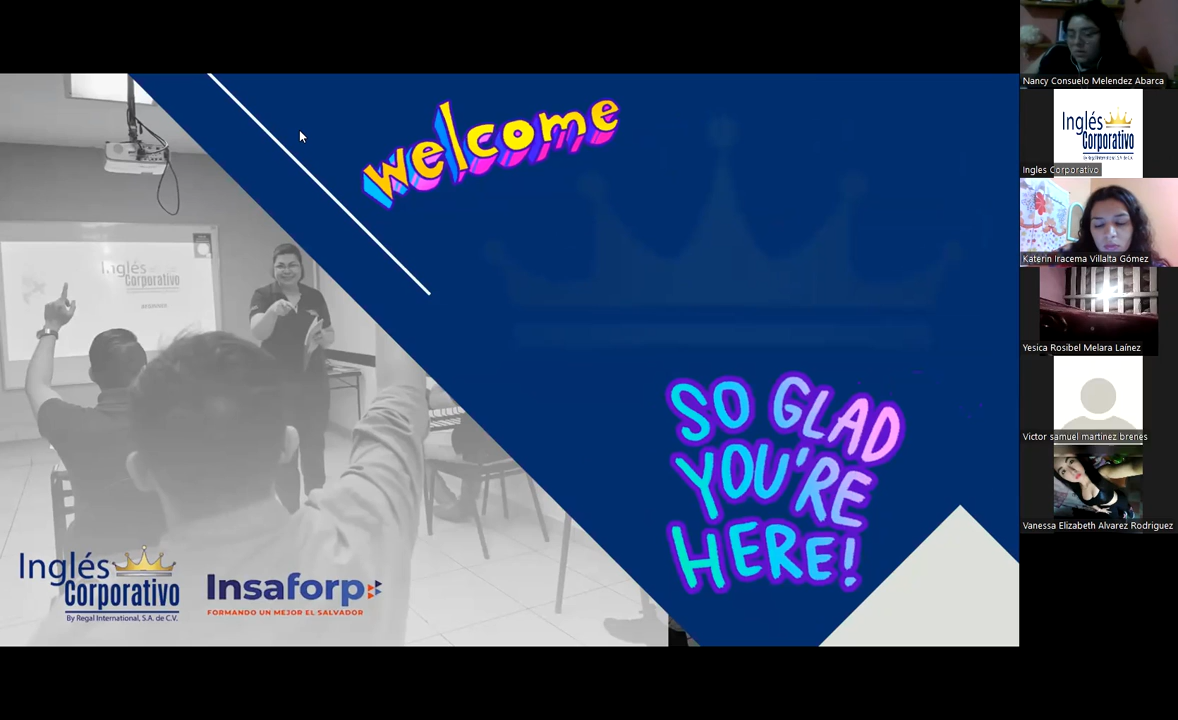 welcome
SO GLAD
YOU'RE
HERE!
Inglés
Corporativo
Inglés
Corporativo
By Regal International, S.A. de C.V.
Insaforp
FORMANDO UN MEJOR EL SALVADOR
Nancy Consuelo Melendez Abarca
Inglés
Corporativo
Ingles Corporativo
Katerin Iracema Villalta Gómez
Yesica Rosibel Melara Laínez
Victor samuel martinez brenes
Vanessa Elizabeth Alvarez Rodriguez